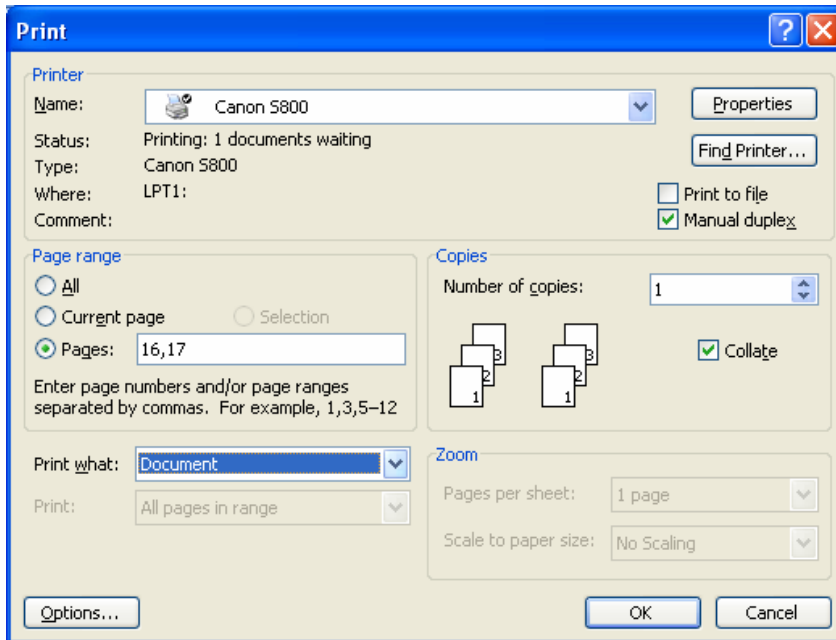 Print
Printer
Name: Canon S800 Properties
Status: Printing: 1 documents waiting
Type: Canon S800 Find Printer...
Where: LPT1: Print to file
Comment: Manual duplex
Page range
All
Current page Selection
Pages: 16,17
Enter page numbers and/or page ranges
separated by commas. For example, 1,3,5–12
Copies
Number of copies: 1
1 2 3 1 2 3
Collate
Print what: Document
Print: All pages in range
Zoom
Pages per sheet: 1 page
Scale to paper size: No Scaling
Options... OK Cancel